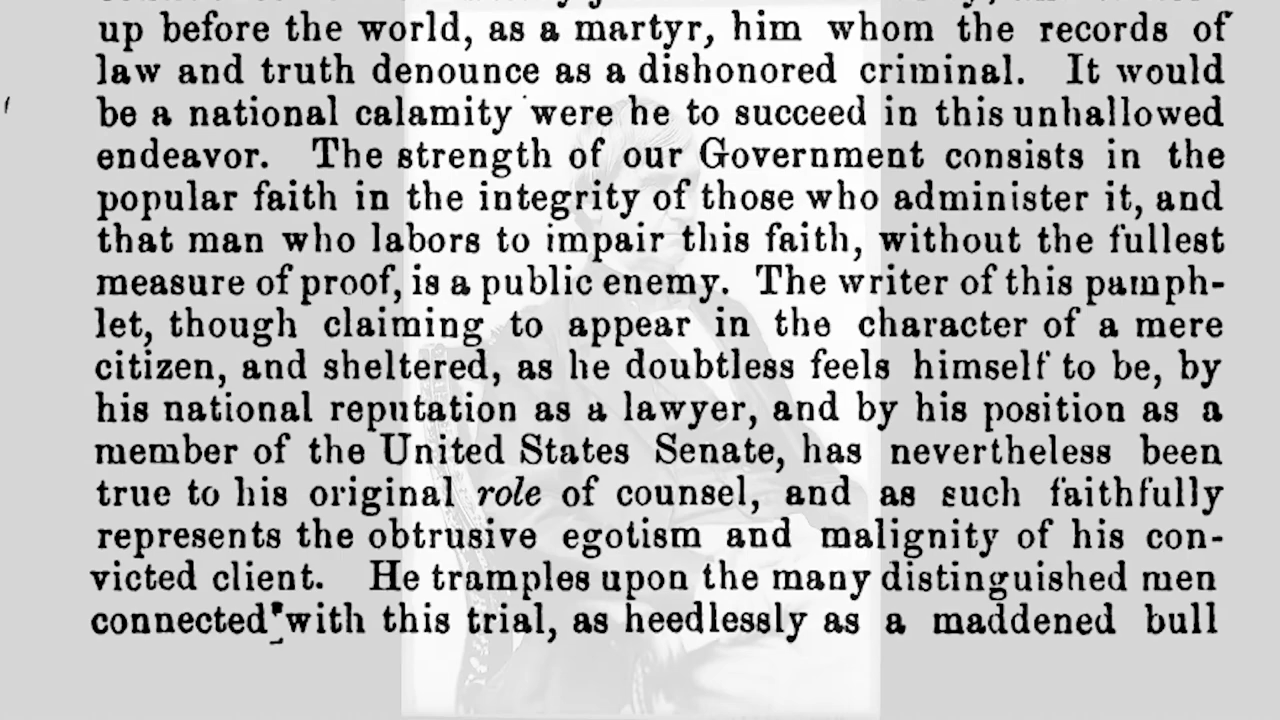 up before the world, as a martyr, him whom the records of
law and truth denounce as a dishonored criminal. It would
be a national calamity were he to succeed in this unhallowed
endeavor. The strength of our Government consists in the
popular faith in the integrity of those who administer it, and
that man who labors to impair this faith, without the fullest
measure of proof, is a public enemy. The writer of this pamph-
let, though claiming to appear in the character of a mere
citizen, and sheltered, as he doubtless feels himself to be, by
his national reputation as a lawyer, and by his position as a
member of the United States Senate, has nevertheless been
true to his original role of counsel, and as such faithfully
represents the obtrusive egotism and malignity of his con-
victed client. He tramples upon the many distinguished men
connected with this trial, as heedlessly as a maddened bull